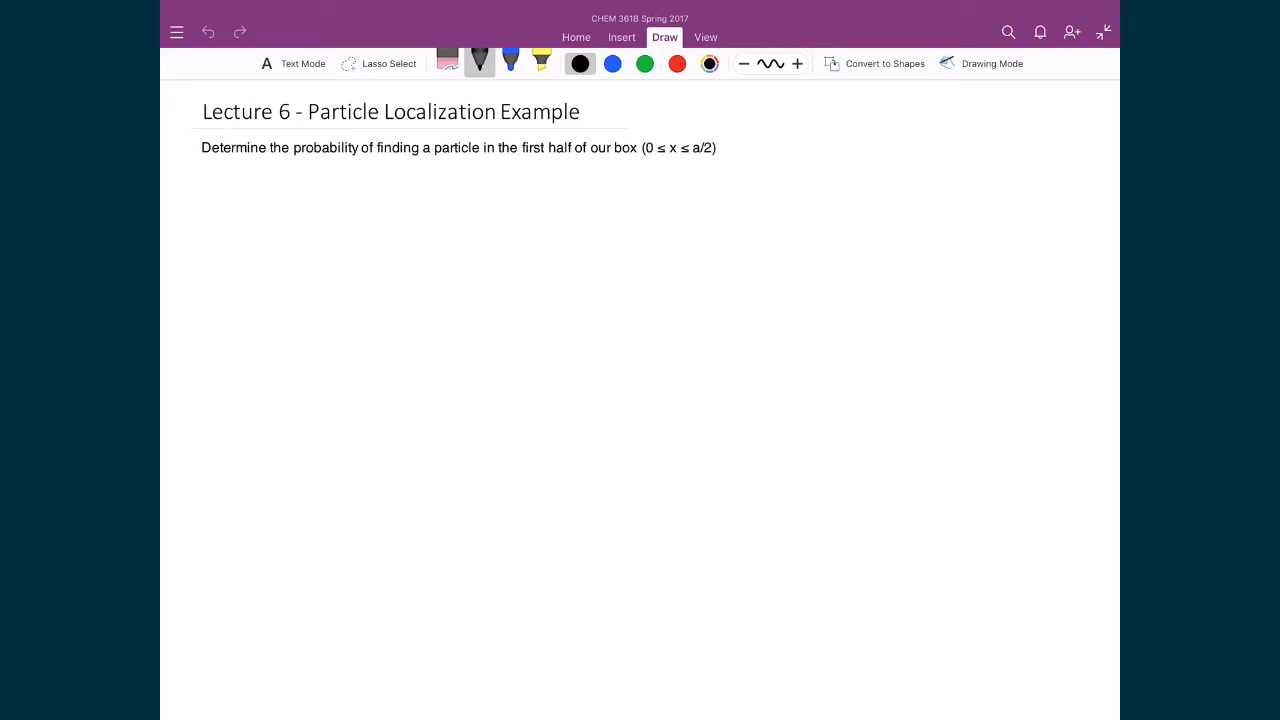 CHEM 361B Spring 2017
Home Insert Draw View
A Text Mode Lasso Select Convert to Shapes Drawing Mode
Lecture 6 - Particle Localization Example
Determine the probability of finding a particle in the first half of our box (0 ≤ x ≤ a/2)